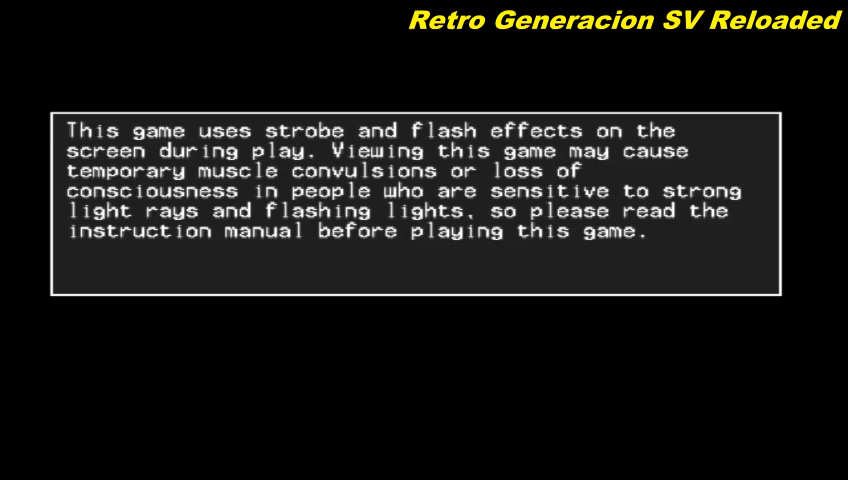 Retro Generacion SV Reloaded
This game uses strobe and flash effects on the
screen during play. Viewing this game may cause
temporary muscle convulsions or loss of
consciousness in people who are sensitive to strong
light rays and flashing lights, so please read the
instruction manual before playing this game.